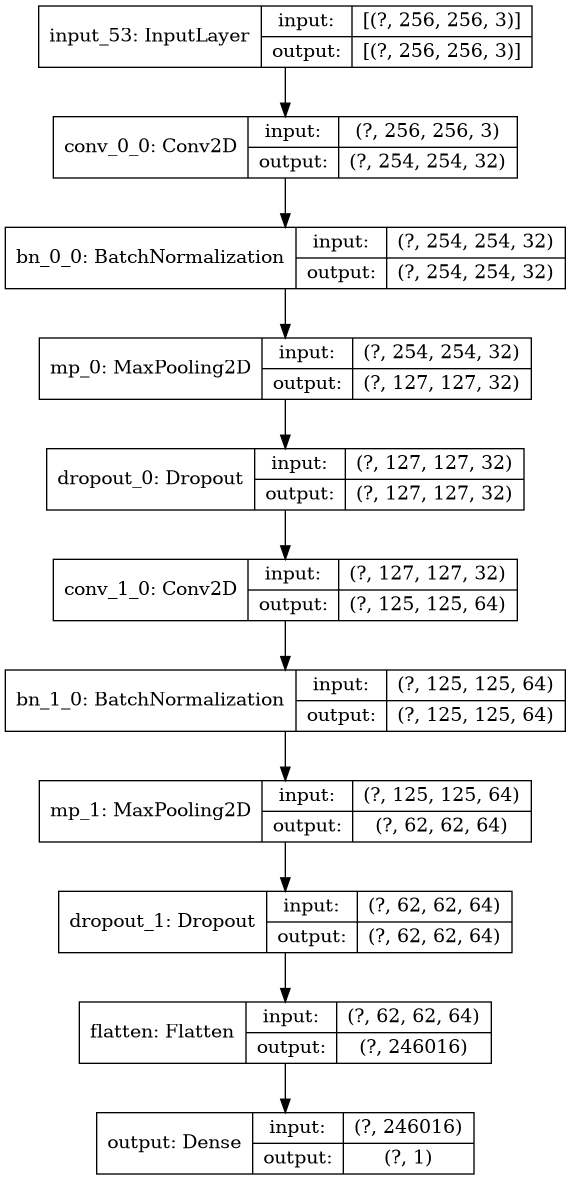 input_53: InputLayer
input: [(?, 256, 256, 3)]
output: [(?, 256, 256, 3)]
conv_0_0: Conv2D
input: (?, 256, 256, 3)
output: (?, 254, 254, 32)
bn_0_0: BatchNormalization
input: (?, 254, 254, 32)
output: (?, 254, 254, 32)
mp_0: MaxPooling2D
input: (?, 254, 254, 32)
output: (?, 127, 127, 32)
dropout_0: Dropout
input: (?, 127, 127, 32)
output: (?, 127, 127, 32)
conv_1_0: Conv2D
input: (?, 127, 127, 32)
output: (?, 125, 125, 64)
bn_1_0: BatchNormalization
input: (?, 125, 125, 64)
output: (?, 125, 125, 64)
mp_1: MaxPooling2D
input: (?, 125, 125, 64)
output: (?, 62, 62, 64)
dropout_1: Dropout
input: (?, 62, 62, 64)
output: (?, 62, 62, 64)
flatten: Flatten
input: (?, 62, 62, 64)
output: (?, 246016)
output: Dense
input: (?, 246016)
output: (?, 1)